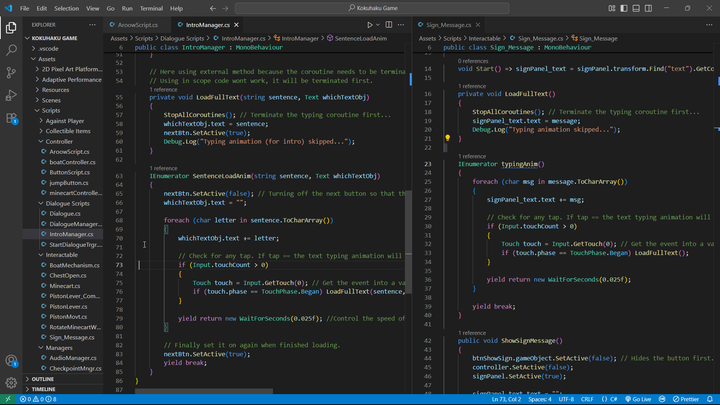 File Edit Selection View Go Run Terminal Help
Kokuhaku Game
EXPLORER
KOKUHAKU GAME
.vscode
Assets
2D Pixel Art Platform...
Adaptive Performance
Resources
Scenes
Scripts
Against Player
Collectible Items
Controller
AroowScript.cs
boatController.cs
ButtonScript.cs
jumpButton.cs
minecartControlle...
Dialogue Scripts
Dialogue.cs
DialogueManager...
IntroManager.cs
StartDialogueTrgr...
Interactable
BoatMechanism.cs
ChestOpen.cs
Minecart.cs
PistonLever_Com...
PistonLever.cs
PistonMovt.cs
RotateMinecartW...
Sign_Message.cs
Managers
AudioManager.cs
CheckpointMngr.cs
OUTLINE
TIMELINE
AroowScript.cs IntroManager.cs
Assets > Scripts > Dialogue Scripts > IntroManager.cs > IntroManager > SentenceLoadAnim
6 public class IntroManager : MonoBehaviour
51 }
52
53 // Here using external method because the coroutine needs to be termina
54 // Using in scope code wont work, it will be terminated first.
1 reference
55 private void LoadFullText(string sentence, Text whichTextObj)
56 {
57 StopAllCoroutines(); // Terminate the typing coroutine first...
58 whichTextObj.text = sentence;
59 nextBtn.SetActive(true);
60 Debug.Log("Typing animation (for intro) skipped...");
61 }
62
1 reference
63 IEnumerator SentenceLoadAnim(string sentence, Text whichTextObj)
64 {
65 nextBtn.SetActive(false); // Turning off the next button so that th
66 whichTextObj.text = "";
67
68 foreach (char letter in sentence.ToCharArray())
69 {
70 whichTextObj.text += letter;
71
72 // Check for any tap. If tap == the text typing animation will
73 if (Input.touchCount > 0)
74 {
75 Touch touch = Input.GetTouch(0); // Get the event into a va
76 if (touch.phase == TouchPhase.Began) LoadFullText(sentence,
77 }
78
79 yield return new WaitForSeconds(0.025f); //Control the speed of
80 }
81
82 // Finally set it on again when finished loading.
83 nextBtn.SetActive(true);
84 yield break;
85 }
86 }
87
Sign_Message.cs
Assets > Scripts > Interactable > Sign_Message.cs > Sign_Message
6 public class Sign_Message : MonoBehaviour
0 references
14 void Start() => signPanel_text = signPanel.transform.Find("text").GetCo
15
1 reference
16 private void LoadFullText()
17 {
18 StopAllCoroutines(); // Terminate the typing coroutine first...
19 signPanel_text.text = message;
20 Debug.Log("Typing animation skipped...");
21 }
22
1 reference
23 IEnumerator typingAnim()
24 {
25 foreach (char msg in message.ToCharArray())
26 {
27 signPanel_text.text += msg;
28
29 // Check for any tap. If tap == the text typing animation will
30 if (Input.touchCount > 0)
31 {
32 Touch touch = Input.GetTouch(0); // Get the event into a va
33 if (touch.phase == TouchPhase.Began) LoadFullText();
34 }
35
36 yield return new WaitForSeconds(0.025f);
37 }
38
39 yield break;
40 }
41
1 reference
42 public void ShowSignMessage()
43 {
44 btnShowSign.gameObject.SetActive(false); // Hides the button first.
45 controller.SetActive(false);
46 signPanel.SetActive(true);
47
48 signPanel_text.text = "";
0 0 8 Ln 73, Col 2 Spaces: 4 UTF-8 CRLF {} C# Go Live Prettier